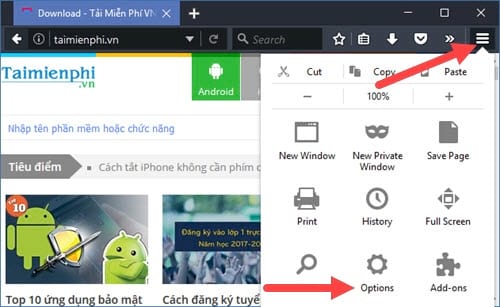 Download - Tải Miễn Phí VN
taimienphi.vn
Search
Taimienphi
.vn
Android
Nhập tên phần mềm hoặc chức năng
Tiêu điểm
Cách tắt iPhone không cần phím c
TOP
10
Đăng ký vào lớp 1 trực
Năm học 2017-20
Top 10 ứng dụng bảo mật
Cách đăng ký tuyển
Cut
Copy
Paste
100%
New Window
New Private
Window
Save Page
Print
History
Full Screen
Options
Add-ons